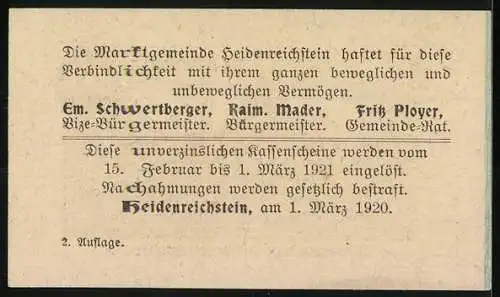 Die Marktgemeinde Heidenreichstein haftet für diese
Verbindlichkeit mit ihrem ganzen beweglichen und
unbeweglichen Vermögen.
Em. Schwertberger, Raim. Mader, Fritz Ployer,
Vize-Bürgermeister. Bürgermeister. Gemeinde-Rat.
Diese unverzinslichen Kassenscheine werden vom
15. Februar bis 1. März 1921 eingelöst.
Nachahmungen werden gesetzlich bestraft.
Heidenreichstein, am 1. März 1920.
2. Auflage.